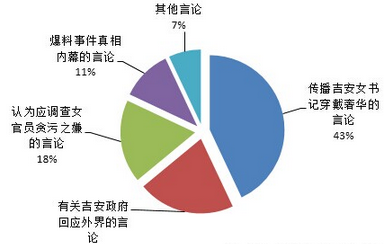 其他言论
7%
爆料事件真相
内幕的言论
11%
传播吉安女书
记穿戴奢华的
言论
43%
认为应调查女
官员贪污之嫌
的言论
18%
有关吉安政府
回应外界的言
论